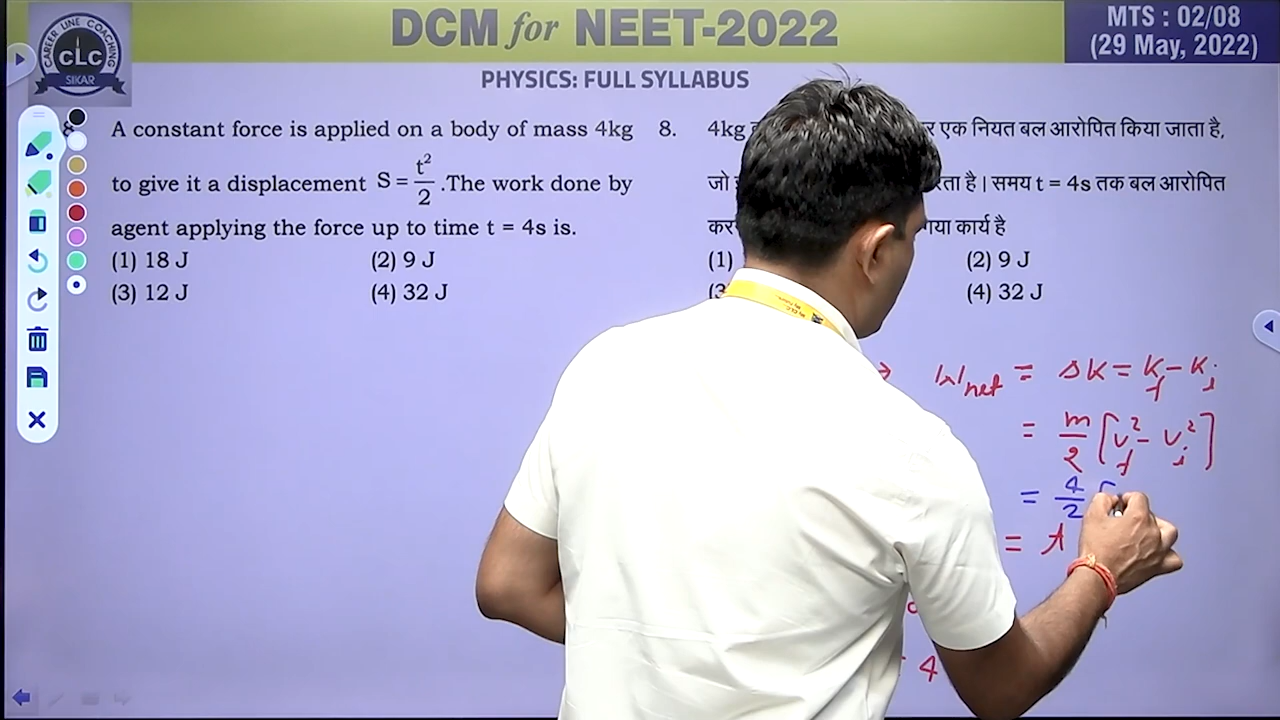 CAREER LINE COACHING
CLC
SIKAR
DCM for NEET-2022
MTS : 02/08
(29 May, 2022)
PHYSICS: FULL SYLLABUS
A constant force is applied on a body of mass 4kg
to give it a displacement S = t²/2 .The work done by
agent applying the force up to time t = 4s is.
(1) 18 J (2) 9 J
(3) 12 J (4) 32 J
8. 4kg एक नियत बल आरोपित किया जाता है,
जो है। समय t = 4s तक बल आरोपित
कार्य है
(1) (2) 9 J
(4) 32 J
→ W_net = ΔK = K_f - K_i
= m/2 [v_f² - v_i²]
= 4/2 [
=
4